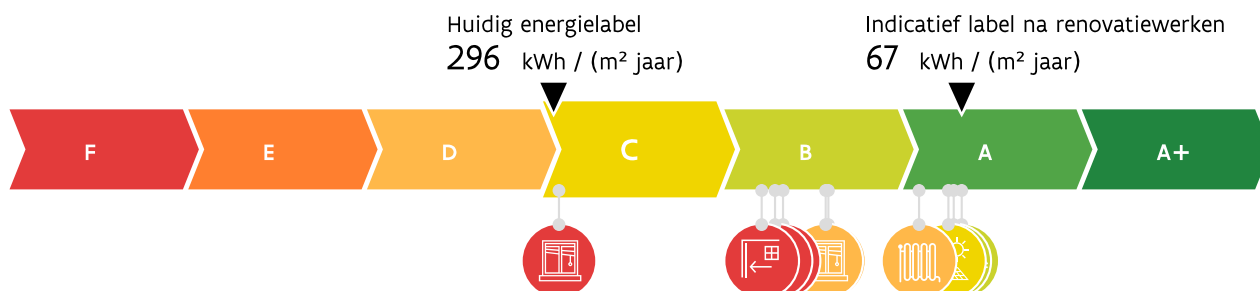 Huidig energielabel
296 kWh / (m² jaar)
Indicatief label na renovatiewerken
67 kWh / (m² jaar)
F E D C B A A+